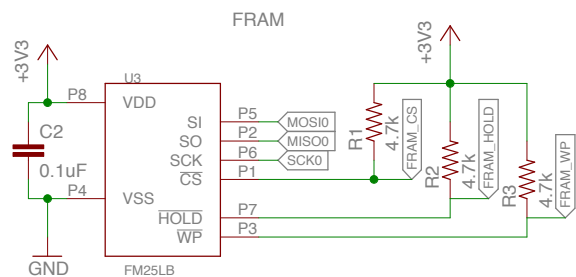 FRAM
+3V3
+3V3
U3
P8
VDD
SI
P5
MOSI0
SO
P2
MISO0
SCK
P6
SCK0
CS
P1
C2
0.1uF
R1
4.7k
FRAM_CS
R2
4.7k
FRAM_HOLD
R3
4.7k
FRAM_WP
P4
VSS
HOLD
P7
WP
P3
GND
FM25LB